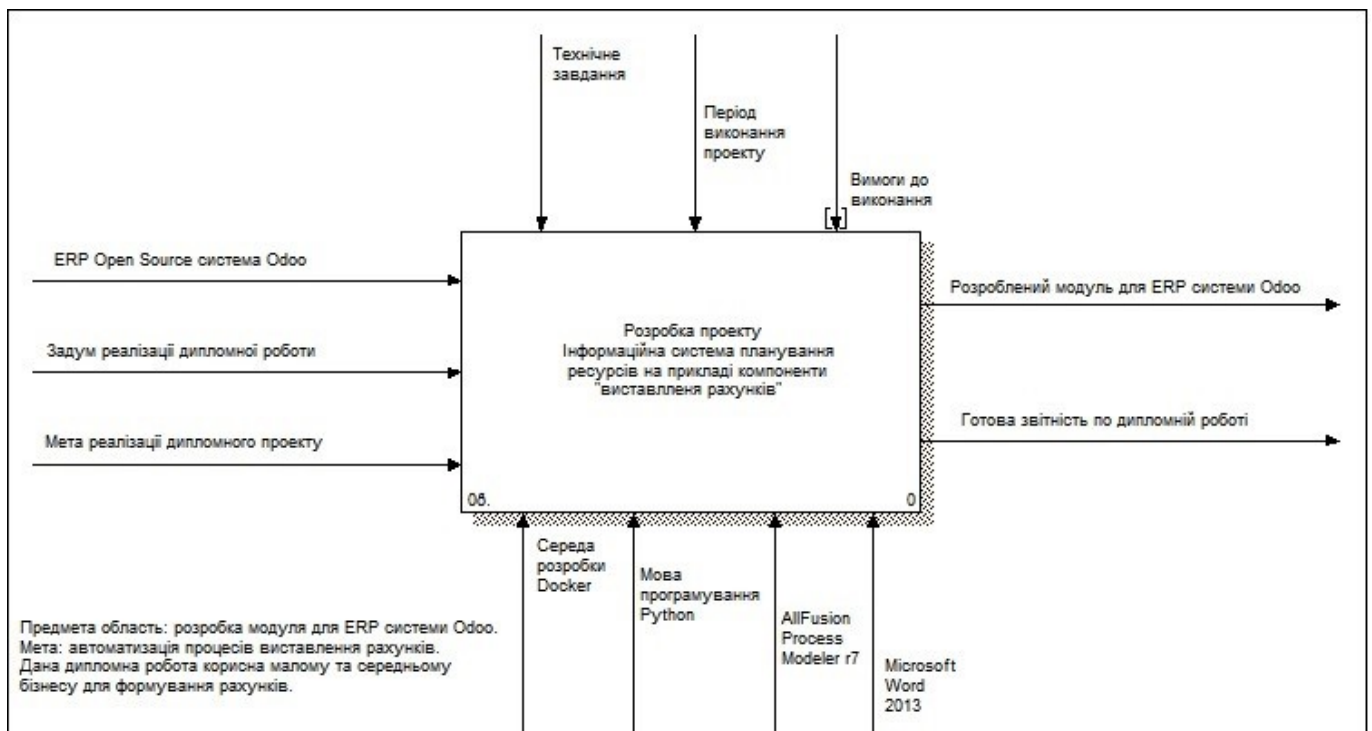 Технічне
завдання
Період
виконання
проекту
Вимоги до
виконання
ERP Open Source система Odoo
Задум реалізації дипломної роботи
Мета реалізації дипломного проекту
Розробка проекту
Інформаційна система планування
ресурсів на прикладі компоненти
"виставлленя рахунків"
0б.
0
Розроблений модуль для ERP системи Odoo
Готова звітність по дипломній роботі
Середа
розробки
Docker
Мова
програмування
Python
AllFusion
Process
Modeler r7
Microsoft
Word
2013
Предмета область: розробка модуля для ERP системи Odoo.
Мета: автоматизація процесів виставлення рахунків.
Дана дипломна робота корисна малому та середньому
бізнесу для формування рахунків.